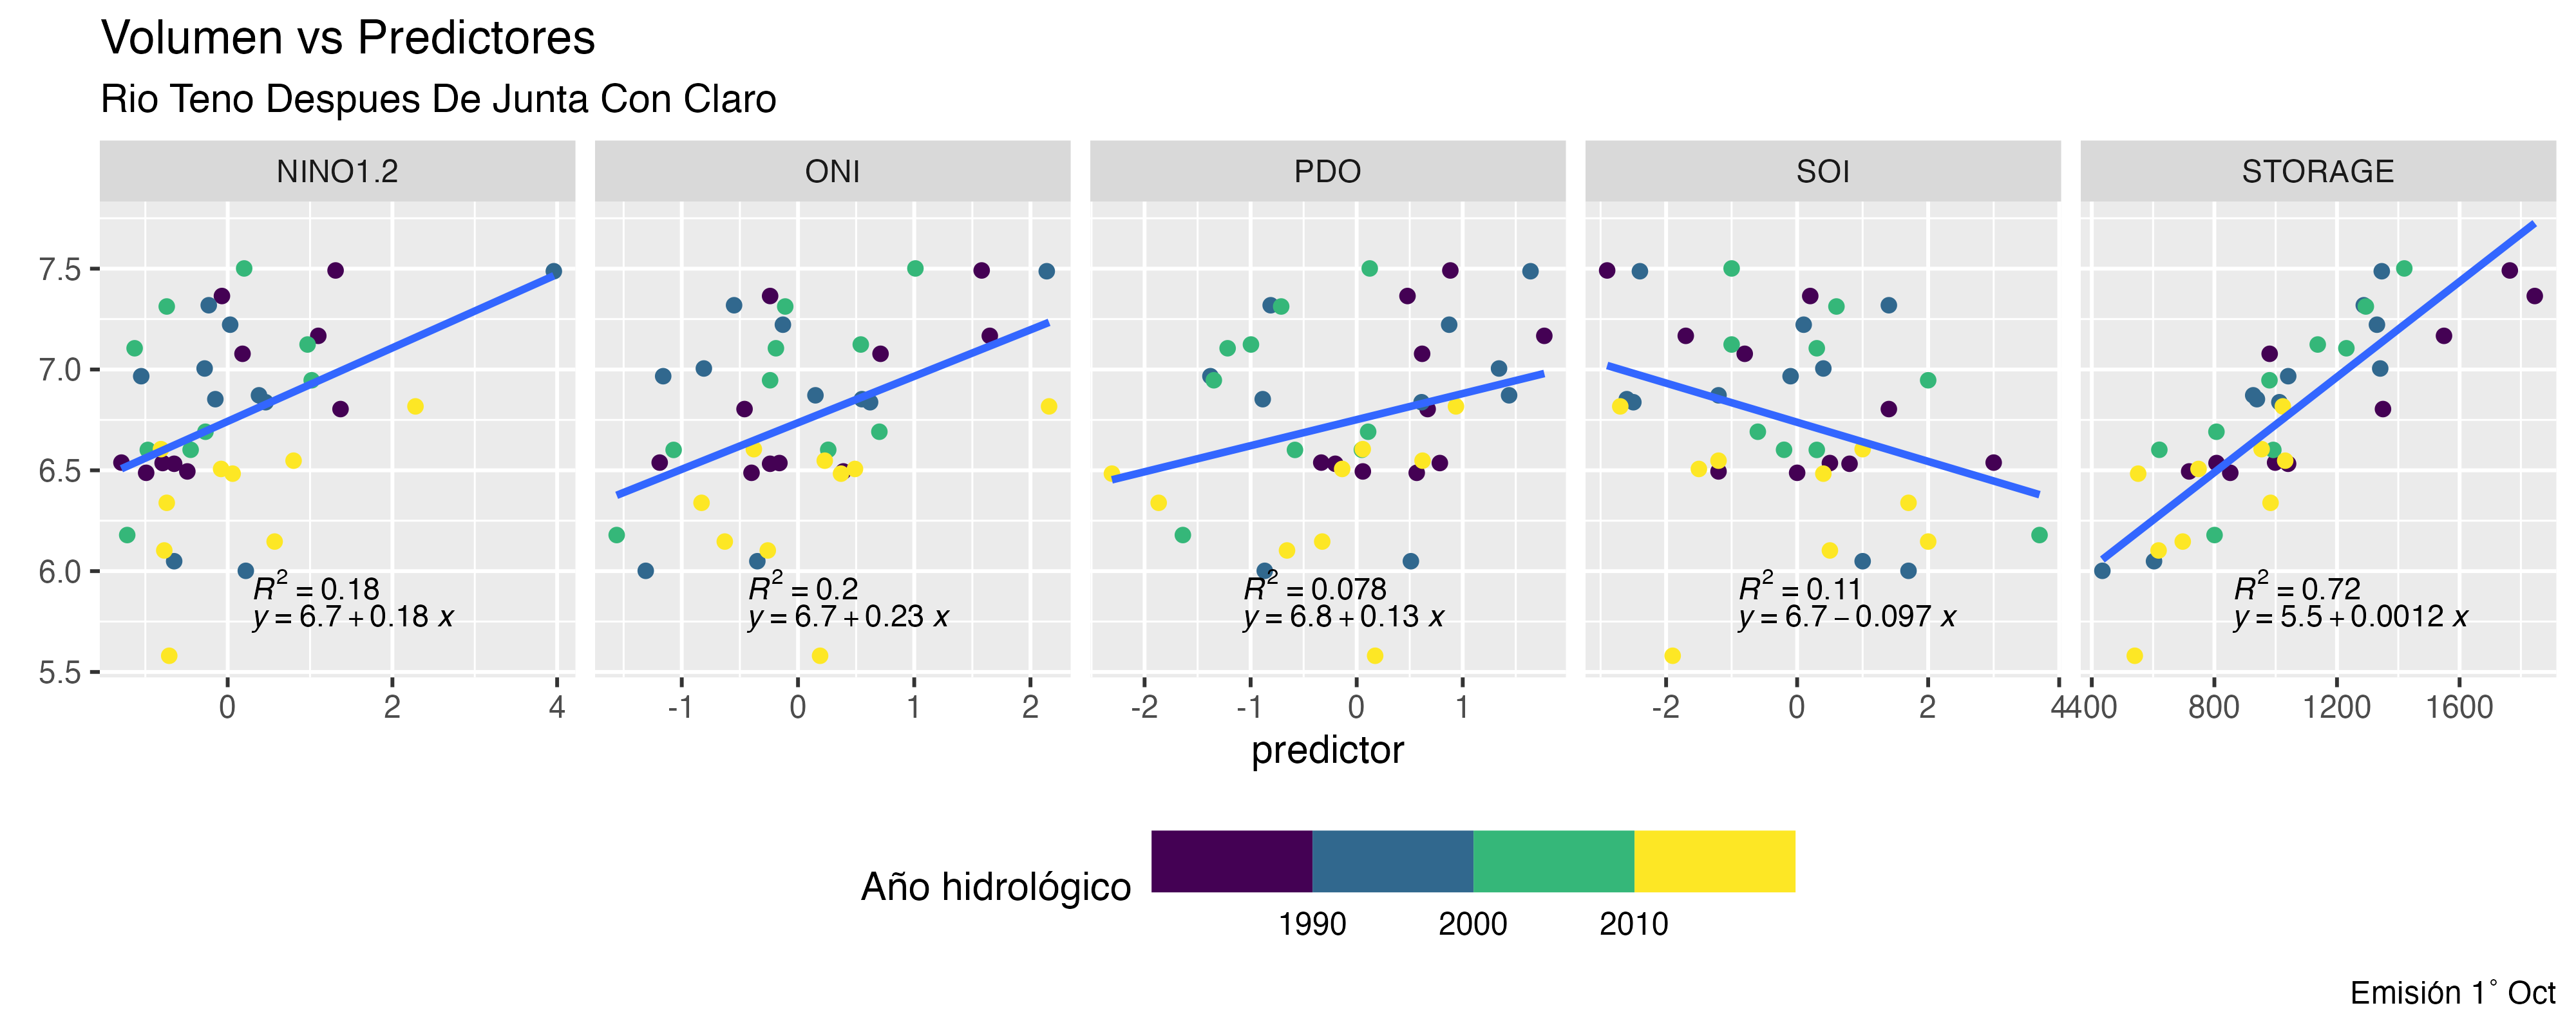 Volumen vs Predictores
Rio Teno Despues De Junta Con Claro
NINO1.2 ONI PDO SOI STORAGE
7.5
7.0
6.5
6.0
5.5
R² = 0.18 R² = 0.2 R² = 0.078 R² = 0.11 R² = 0.72
y = 6.7 + 0.18 x y = 6.7 + 0.23 x y = 6.8 + 0.13 x y = 6.7 − 0.097 x y = 5.5 + 0.0012 x
0 2 4 -1 0 1 2 -2 -1 0 1 -2 0 2 4 400 800 1200 1600
predictor
Año hidrológico
1990 2000 2010
Emisión 1° Oct